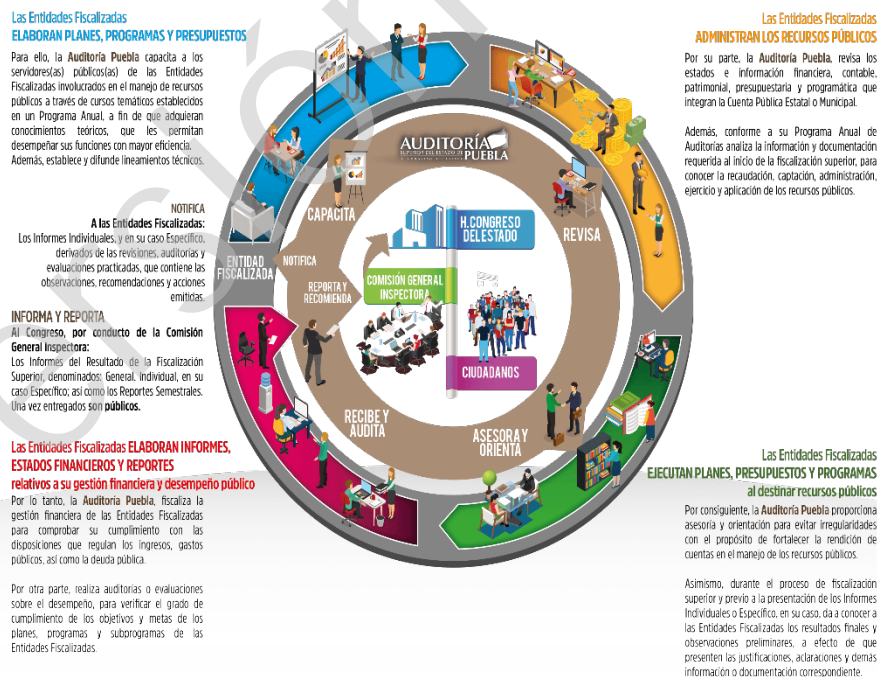 Las Entidades Fiscalizadas
ELABORAN PLANES, PROGRAMAS Y PRESUPUESTOS
Para ello, la Auditoría Puebla capacita a los
servidores(as) públicos(as) de las Entidades
Fiscalizadas involucrados en el manejo de recursos
públicos a través de cursos temáticos establecidos
en un Programa Anual, a fin de que adquieran
conocimientos teóricos, que les permitan
desempeñar sus funciones con mayor eficiencia.
Además, establece y difunde lineamientos técnicos.
NOTIFICA
A las Entidades Fiscalizadas:
Los Informes Individuales, y en su caso Específico,
derivados de las revisiones, auditorías y
evaluaciones practicadas, que contiene las
observaciones, recomendaciones y acciones
emitidas.
INFORMA Y REPORTA
Al Congreso, por conducto de la Comisión
General Inspectora:
Los Informes del Resultado de la Fiscalización
Superior, denominados: General, Individual, en su
caso Específico; así como los Reportes Semestrales.
Una vez entregados son públicos.
Las Entidades Fiscalizadas ELABORAN INFORMES,
ESTADOS FINANCIEROS Y REPORTES
relativos a su gestión financiera y desempeño público
Por lo tanto, la Auditoría Puebla, fiscaliza la
gestión financiera de las Entidades Fiscalizadas
para comprobar su cumplimiento con las
disposiciones que regulan los ingresos, gastos
públicos, así como la deuda pública.
Por otra parte, realiza auditorías o evaluaciones
sobre el desempeño, para verificar el grado de
cumplimiento de los objetivos y metas de los
planes, programas y subprogramas de las
Entidades Fiscalizadas.
AUDITORÍA
PUEBLA
CAPACITA
REVISA
ENTIDAD
FISCALIZADA
NOTIFICA
REPORTA Y
RECOMIENDA
H. CONGRESO
DEL ESTADO
COMISIÓN GENERAL
INSPECTORA
CIUDADANOS
RECIBE Y
AUDITA
ASESORA Y
ORIENTA
Las Entidades Fiscalizadas
ADMINISTRAN LOS RECURSOS PÚBLICOS
Por su parte, la Auditoría Puebla, revisa los
estados e información financiera, contable,
patrimonial, presupuestaria y programática que
integran la Cuenta Pública Estatal o Municipal.
Además, conforme a su Programa Anual de
Auditorías analiza la información y documentación
requerida al inicio de la fiscalización superior, para
conocer la recaudación, captación, administración,
ejercicio y aplicación de los recursos públicos.
Las Entidades Fiscalizadas
EJECUTAN PLANES, PRESUPUESTOS Y PROGRAMAS
al destinar recursos públicos
Por consiguiente, la Auditoría Puebla proporciona
asesoría y orientación para evitar irregularidades
con el propósito de fortalecer la rendición de
cuentas en el manejo de los recursos públicos.
Asimismo, durante el proceso de fiscalización
superior y previo a la presentación de los Informes
Individuales o Específico, en su caso, da a conocer a
las Entidades Fiscalizadas los resultados finales y
observaciones preliminares, a efecto de que
presenten las justificaciones, aclaraciones y demás
información o documentación correspondiente.